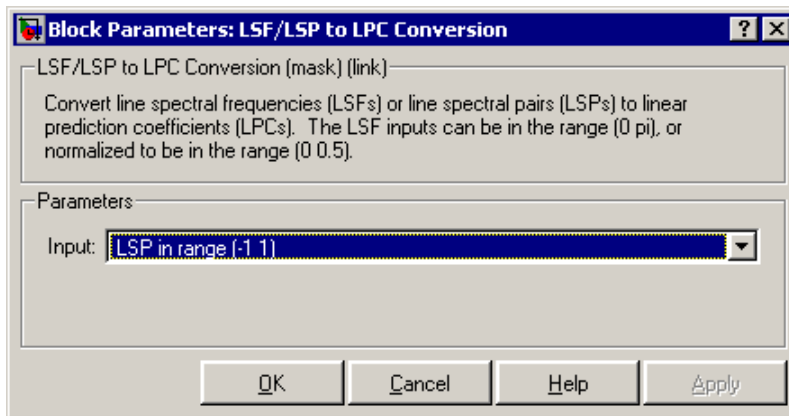 Block Parameters: LSF/LSP to LPC Conversion
LSF/LSP to LPC Conversion (mask) (link)
Convert line spectral frequencies (LSFs) or line spectral pairs (LSPs) to linear
prediction coefficients (LPCs).  The LSF inputs can be in the range (0 pi), or
normalized to be in the range (0 0.5).
Parameters
Input: LSP in range (-1 1)
OK Cancel Help Apply